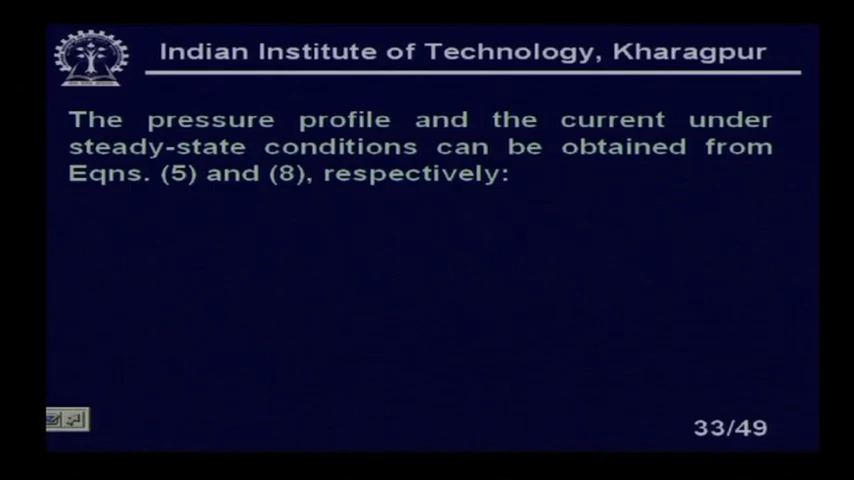 Indian Institute of Technology, Kharagpur
The pressure profile and the current under
steady-state conditions can be obtained from
Eqns. (5) and (8), respectively:
33/49